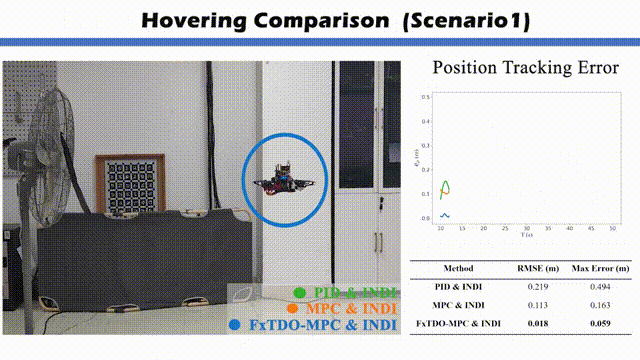 Hovering Comparison (Scenario1)
Position Tracking Error
0.5
0.4
0.3
0.2
0.1
0.0
10 15 20 25 30 35 40 45 50
T (s)
PID & INDI
MPC & INDI
FxTDO-MPC & INDI
Method RMSE (m) Max Error (m)
PID & INDI 0.219 0.494
MPC & INDI 0.113 0.163
FxTDO-MPC & INDI 0.018 0.059